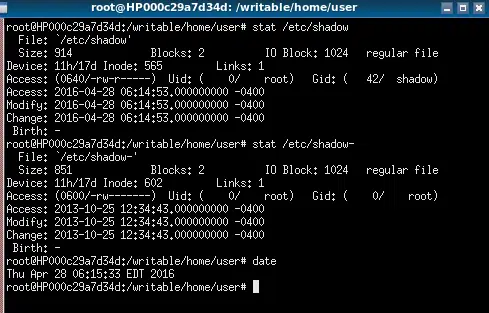 root@HP000c29a7d34d: /writable/home/user
root@HP000c29a7d34d:/writable/home/user# stat /etc/shadow
File: `/etc/shadow'
Size: 914 Blocks: 2 IO Block: 1024 regular file
Device: 11h/17d Inode: 565 Links: 1
Access: (0640/-rw-r-----) Uid: ( 0/ root) Gid: ( 42/ shadow)
Access: 2016-04-28 06:14:53.000000000 -0400
Modify: 2016-04-28 06:14:53.000000000 -0400
Change: 2016-04-28 06:14:53.000000000 -0400
Birth: -
root@HP000c29a7d34d:/writable/home/user# stat /etc/shadow-
File: `/etc/shadow-'
Size: 851 Blocks: 2 IO Block: 1024 regular file
Device: 11h/17d Inode: 602 Links: 1
Access: (0600/-rw-------) Uid: ( 0/ root) Gid: ( 0/ root)
Access: 2013-10-25 12:34:43.000000000 -0400
Modify: 2013-10-25 12:34:43.000000000 -0400
Change: 2013-10-25 12:34:43.000000000 -0400
Birth: -
root@HP000c29a7d34d:/writable/home/user# date
Thu Apr 28 06:15:33 EDT 2016
root@HP000c29a7d34d:/writable/home/user#